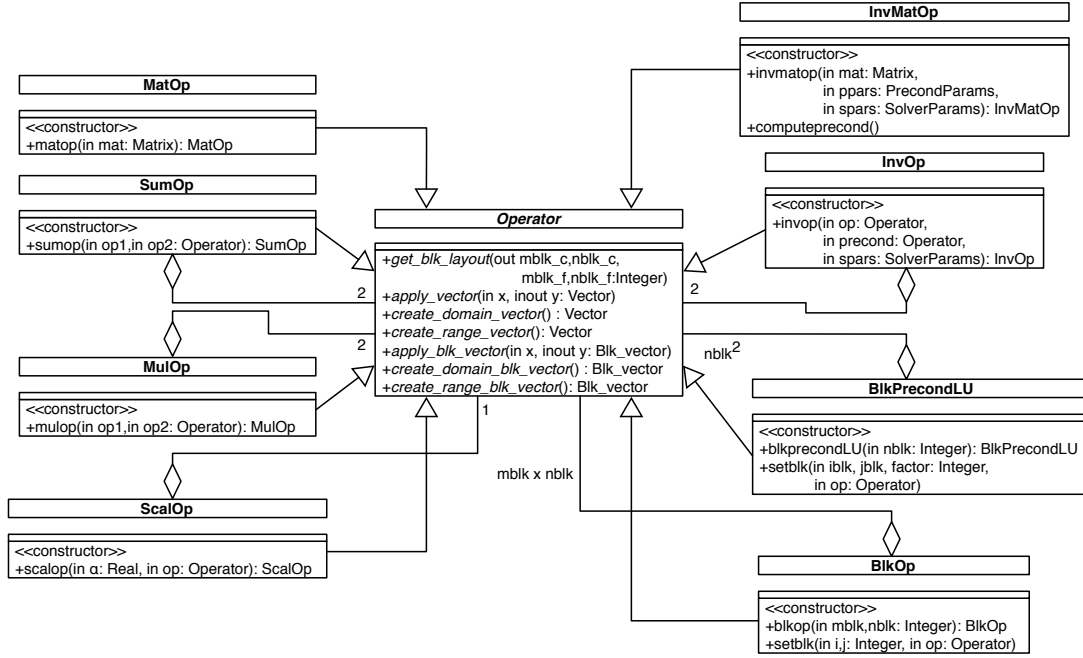 InvMatOp
<<constructor>>
+invmatop(in mat: Matrix,
in ppars: PrecondParams,
in spars: SolverParams): InvMatOp
+computeprecond()
MatOp
<<constructor>>
+matop(in mat: Matrix): MatOp
SumOp
<<constructor>>
+sumop(in op1,in op2: Operator): SumOp
InvOp
<<constructor>>
+invop(in op: Operator,
in precond: Operator,
in spars: SolverParams): InvOp
Operator
+get_blk_layout(out mblk_c,nblk_c,
mblk_f,nblk_f:Integer)
+apply_vector(in x, inout y: Vector)
+create_domain_vector() : Vector
+create_range_vector(): Vector
+apply_blk_vector(in x, inout y: Blk_vector)
+create_domain_blk_vector() : Blk_vector
+create_range_blk_vector(): Blk_vector
2
2
2
nblk2
1
mblk x nblk
MulOp
<<constructor>>
+mulop(in op1,in op2: Operator): MulOp
BlkPrecondLU
<<constructor>>
+blkprecondLU(in nblk: Integer): BlkPrecondLU
+setblk(in iblk, jblk, factor: Integer,
in op: Operator)
ScalOp
<<constructor>>
+scalop(in α: Real, in op: Operator): ScalOp
BlkOp
<<constructor>>
+blkop(in mblk,nblk: Integer): BlkOp
+setblk(in i,j: Integer, in op: Operator)